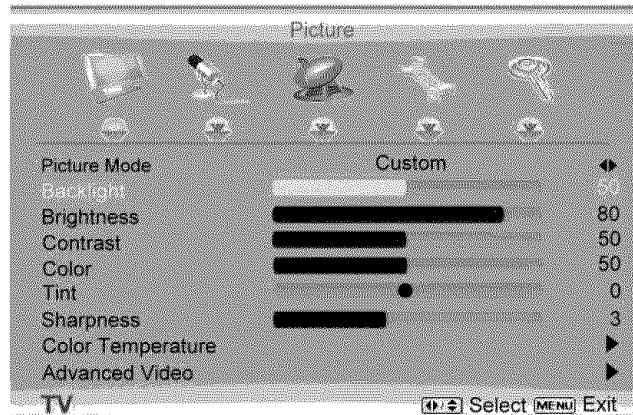 Picture
Picture Mode Custom
Backlight 50
Brightness 80
Contrast 50
Color 50
Tint 0
Sharpness 3
Color Temperature
Advanced Video
TV Select MENU Exit